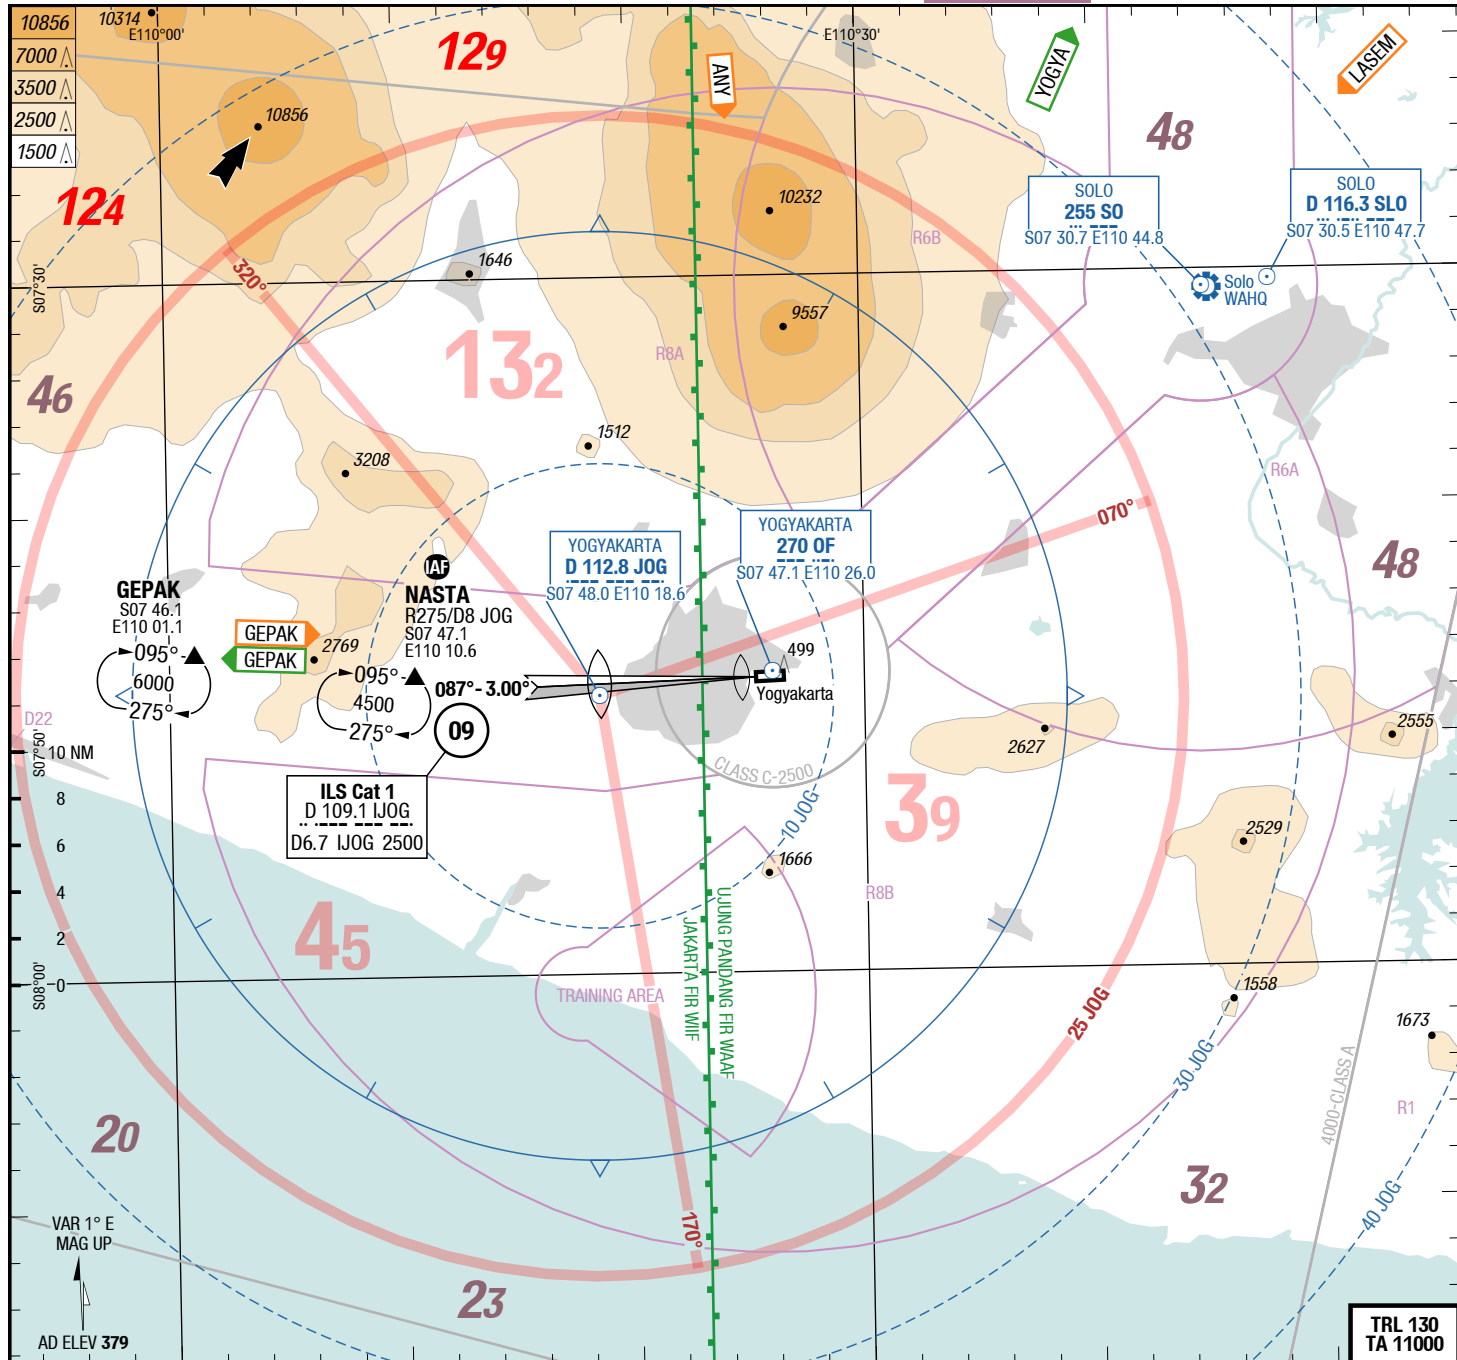 10856
7000
3500
2500
1500
10314
E110°00'
129
ANY
E110°30'
YOGYA
LASEM
10856
48
124
10232
SOLO
255 SO
S07 30.7 E110 44.8
SOLO
D 116.3 SLO
S07 30.5 E110 47.7
R6B
320°
1646
S07°30'
Solo
WAHQ
9557
132
R8A
46
1512
3208
R6A
070°
YOGYAKARTA
D 112.8 JOG
S07 48.0 E110 18.6
YOGYAKARTA
270 OF
S07 47.1 E110 26.0
48
IAF
GEPAK
S07 46.1
E110 01.1
NASTA
R275/D8 JOG
S07 47.1
E110 10.6
GEPAK
GEPAK
2769
499
095°
6000
275°
095°
4500
275°
087°- 3.00°
Yogyakarta
D22
09
2627
2555
S07°50'
10 NM
8
6
4
2
0
CLASS C-2500
ILS Cat 1
D 109.1 IJOG
D6.7 IJOG 2500
10 JOG
39
2529
1666
R8B
45
UJUNG PANDANG FIR WAAF
JAKARTA FIR WIIF
S08°00'
TRAINING AREA
1558
25 JOG
1673
30 JOG
4000-CLASS A
R1
20
32
40 JOG
170°
VAR 1° E
MAG UP
23
AD ELEV 379
TRL 130
TA 11000